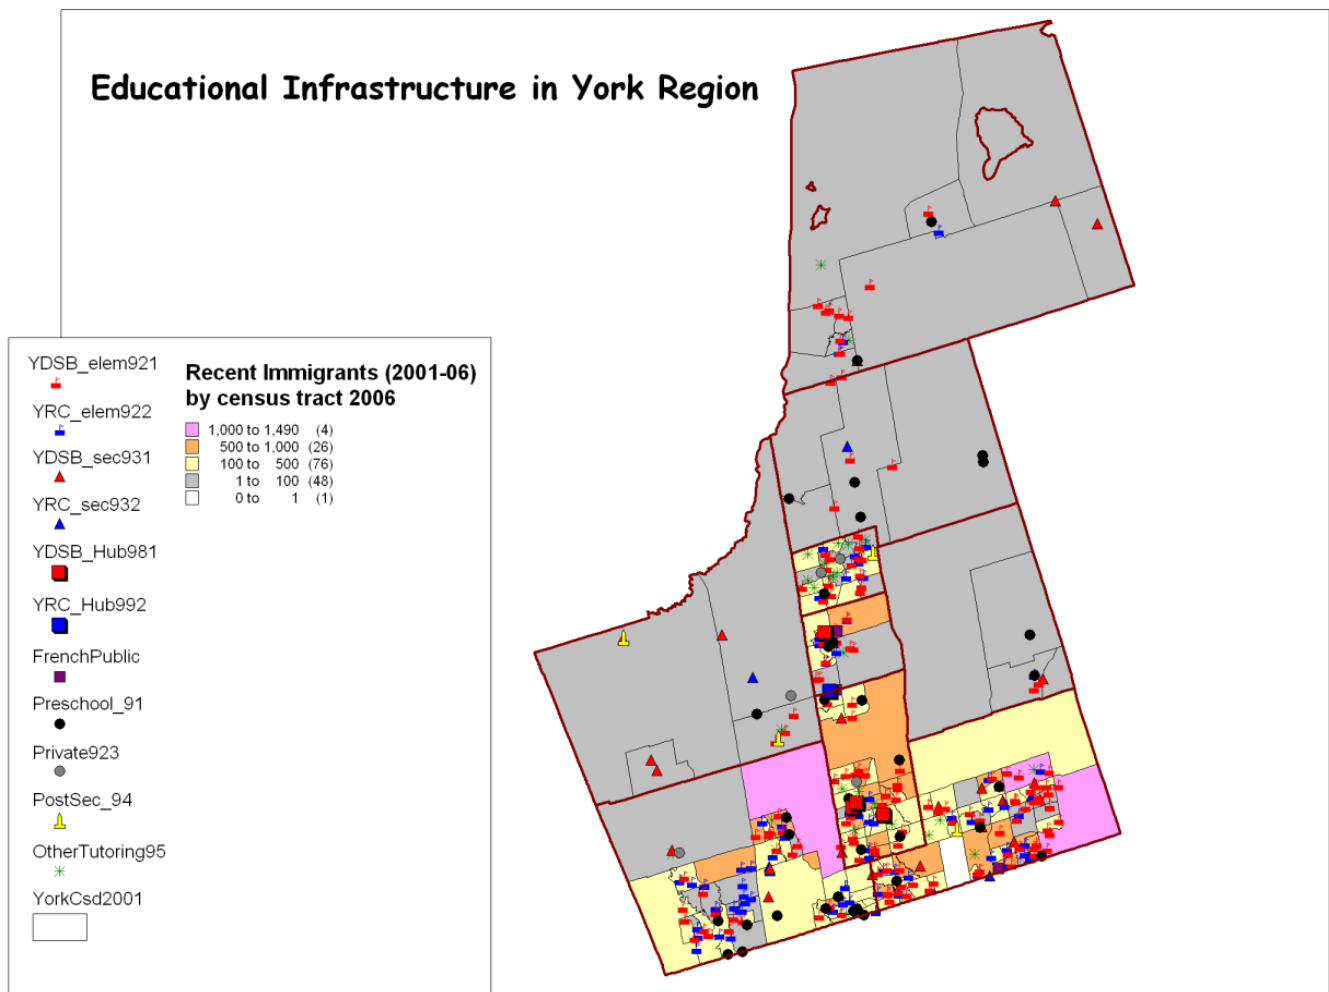 Educational Infrastructure in York Region
YDSB_elem921
YRC_elem922
YDSB_sec931
YRC_sec932
YDSB_Hub981
YRC_Hub992
FrenchPublic
Preschool_91
Private923
PostSec_94
OtherTutoring95
YorkCsd2001
Recent Immigrants (2001-06)
by census tract 2006
1,000 to 1,490 (4)
500 to 1,000 (26)
100 to 500 (76)
1 to 100 (48)
0 to 1 (1)